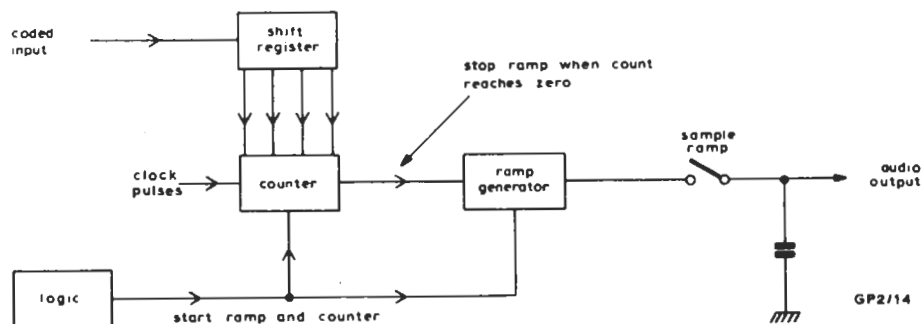 coded
input
shift
register
stop ramp when count
reaches zero
sample
ramp
clock
pulses
counter
ramp
generator
audio
output
logic
start ramp and counter
GP2/14